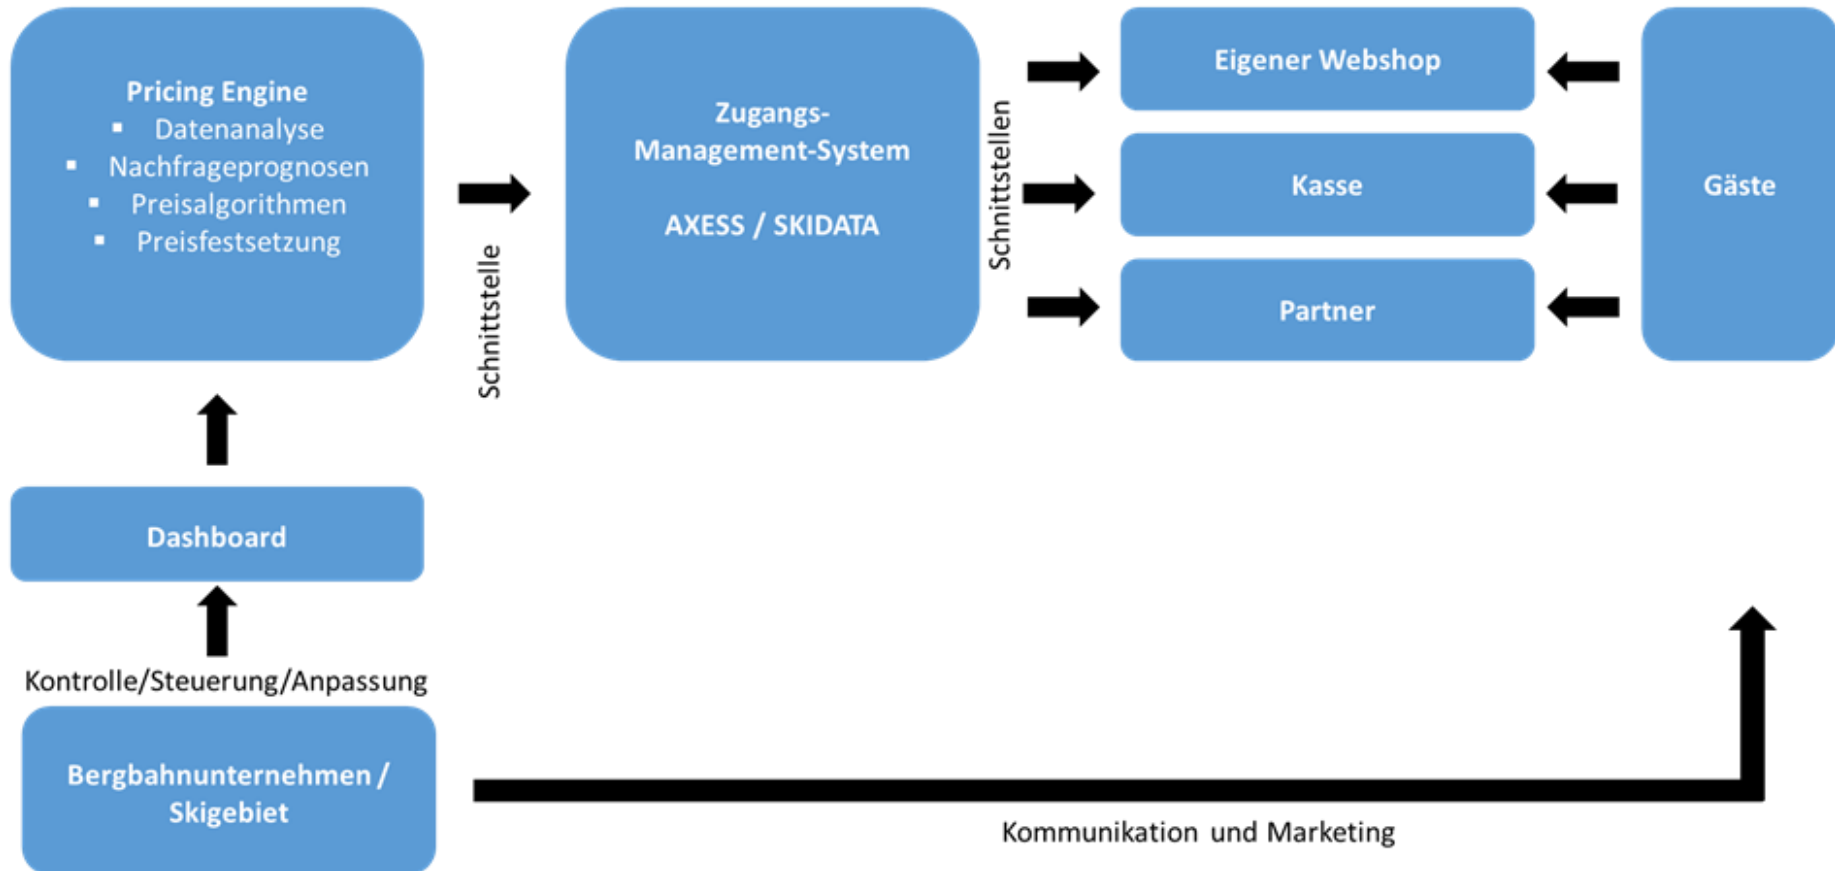 Pricing Engine
▪ Datenanalyse
▪ Nachfrageprognosen
▪ Preisalgorithmen
▪ Preisfestsetzung
Schnittstelle
Zugangs-
Management-System
AXESS / SKIDATA
Schnittstellen
Eigener Webshop
Kasse
Partner
Gäste
Dashboard
Kontrolle/Steuerung/Anpassung
Bergbahnunternehmen /
Skigebiet
Kommunikation und Marketing